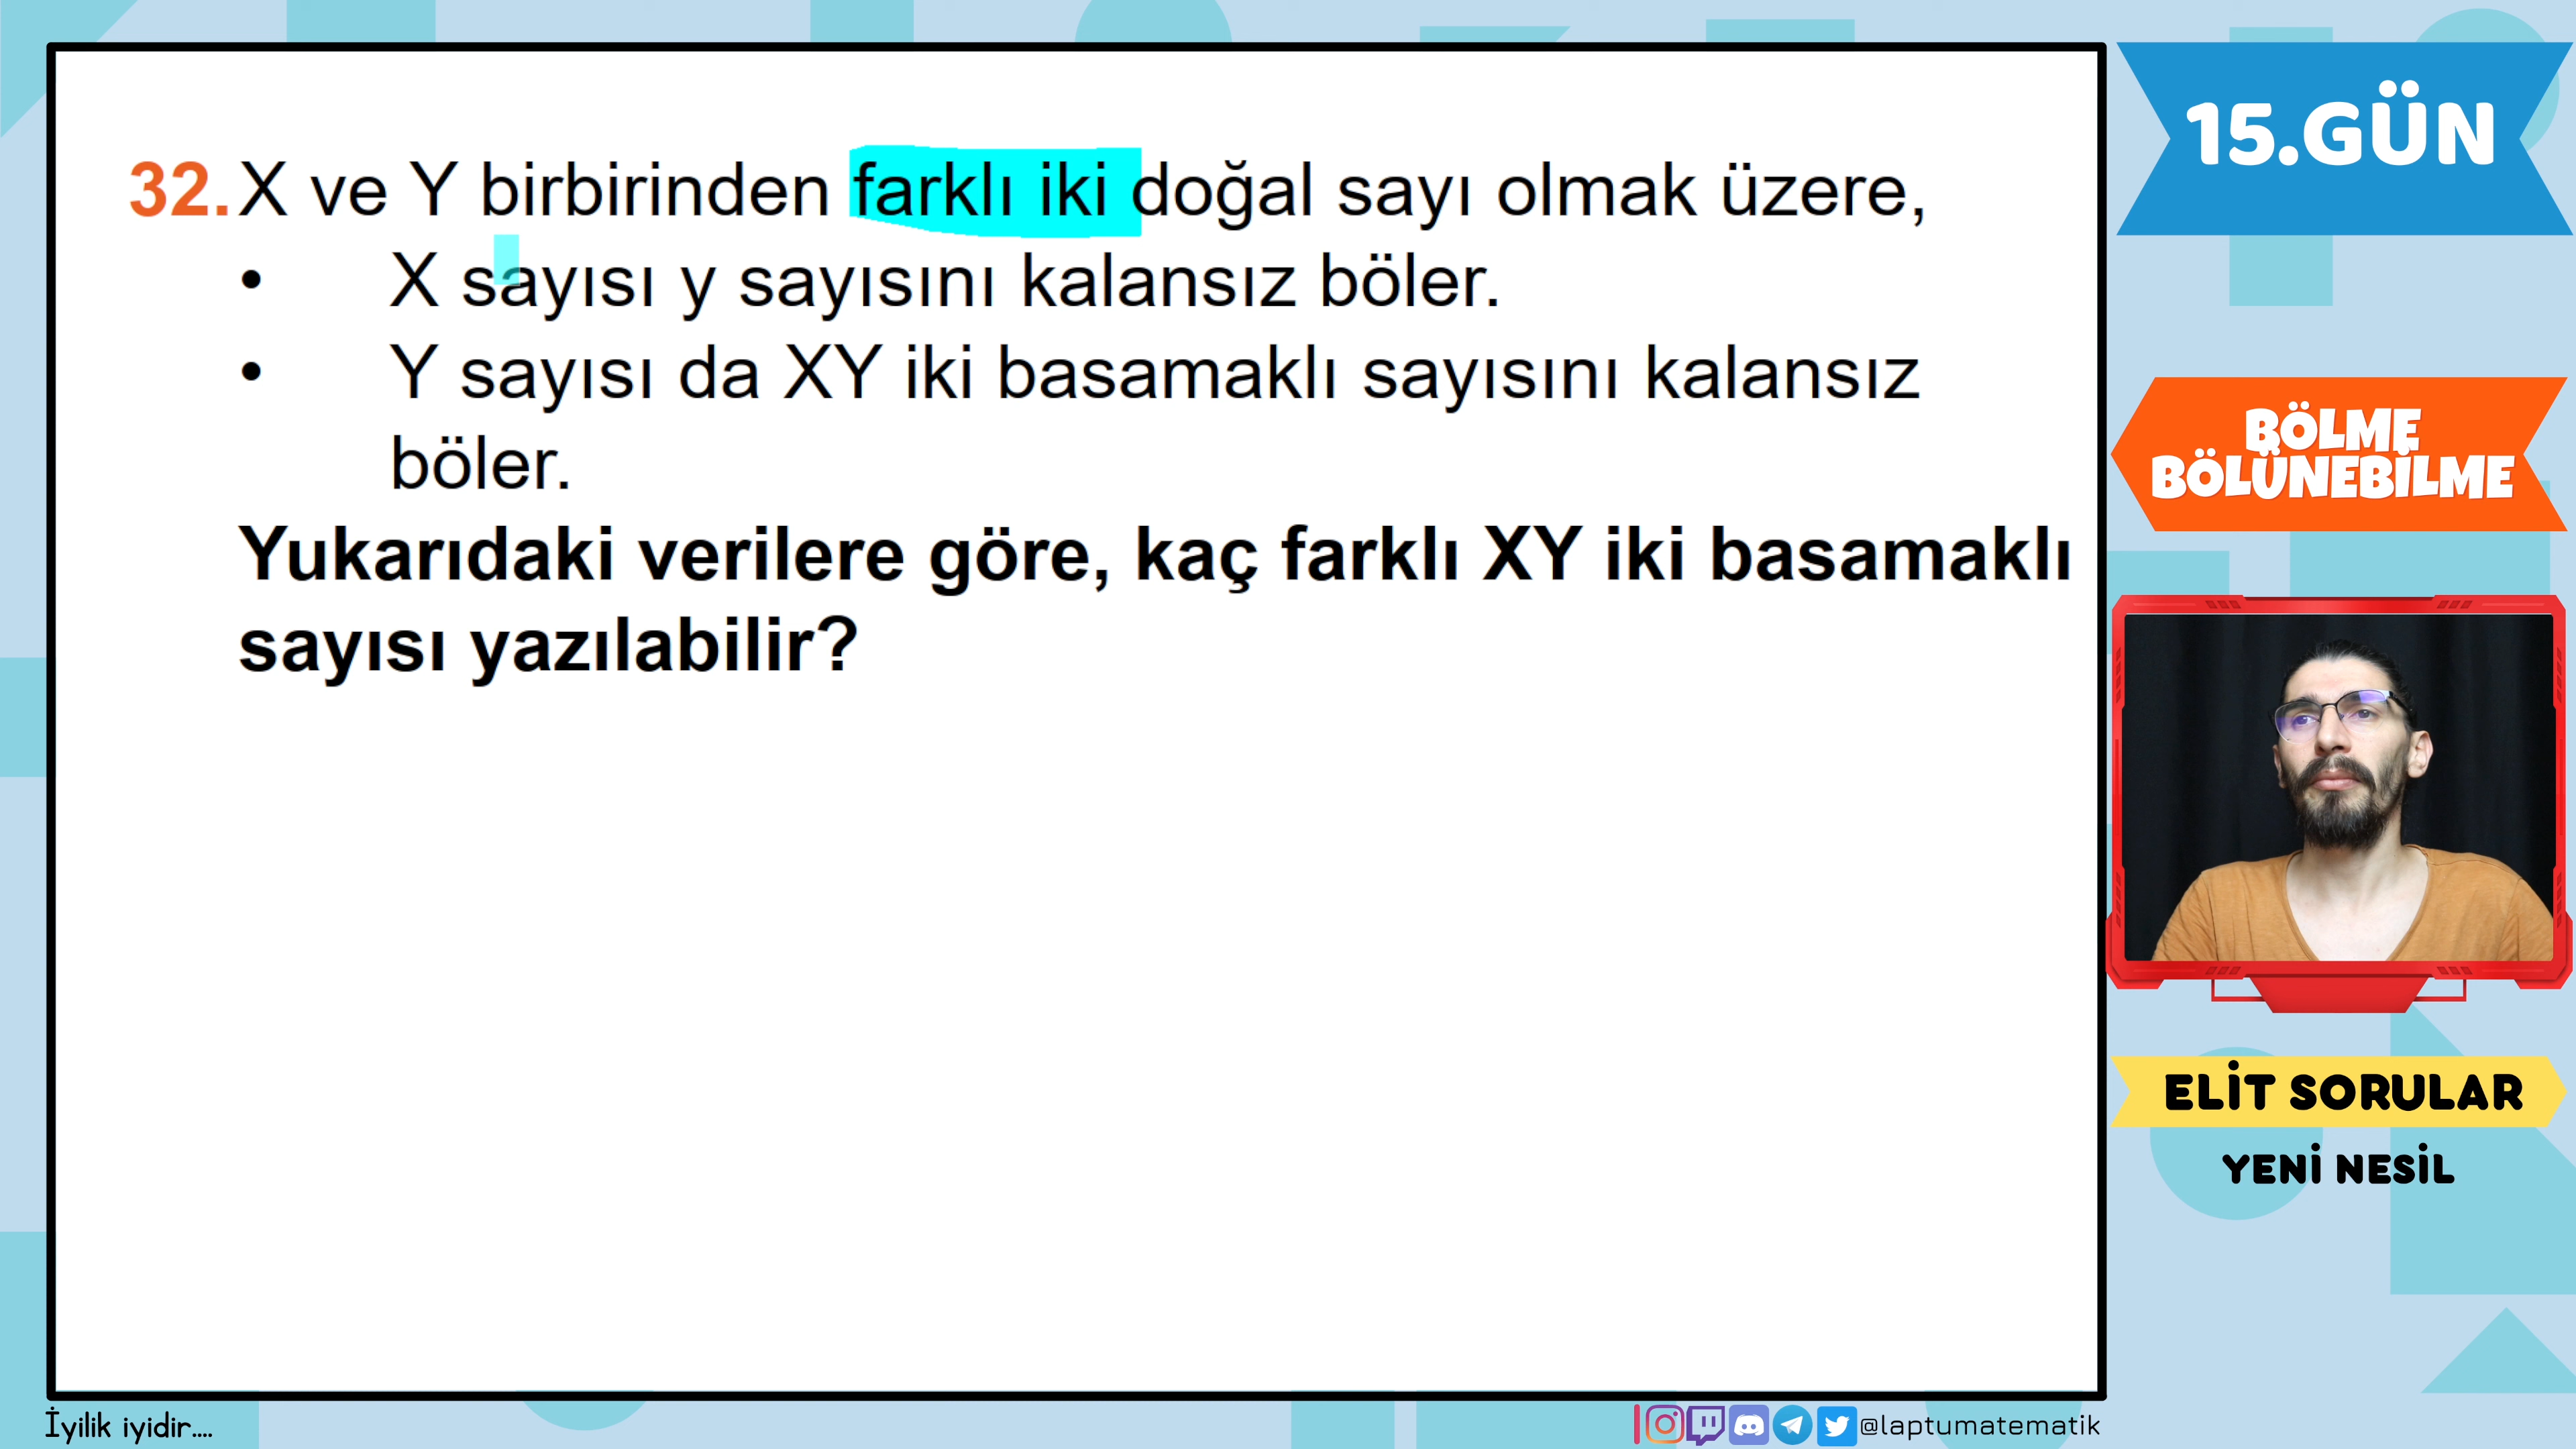 32. X ve Y birbirinden farklı iki doğal sayı olmak üzere,
• X sayısı y sayısını kalansız böler.
• Y sayısı da XY iki basamaklı sayısını kalansız
böler.
Yukarıdaki verilere göre, kaç farklı XY iki basamaklı
sayısı yazılabilir?
15.GÜN
BÖLME
BÖLÜNEBİLME
ELİT SORULAR
YENİ NESİL
İyilik iyidir....
@laptumatematik